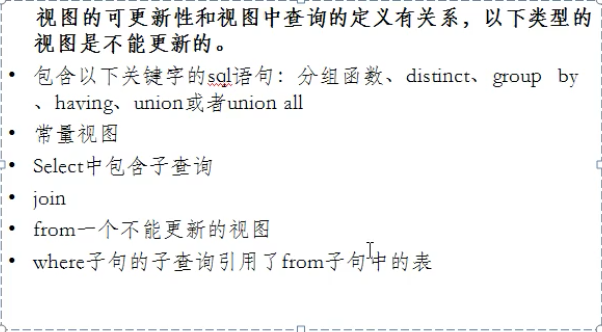 视图的可更新性和视图中查询的定义有关系，以下类型的
视图是不能更新的。
• 包含以下关键字的sql语句：分组函数、distinct、group by
、having、union或者union all
• 常量视图
• Select中包含子查询
• join
• from一个不能更新的视图
• where子句的子查询引用了from子句中的表